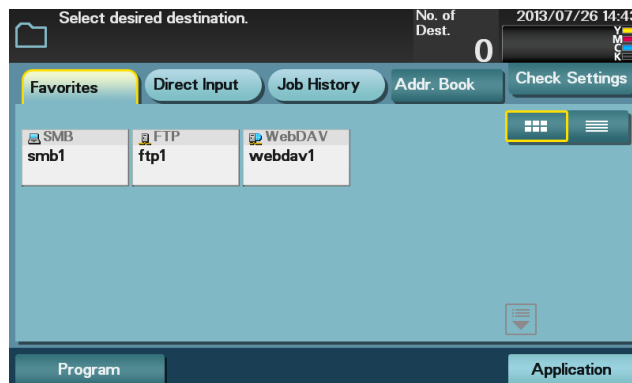 Select desired destination.
No. of
Dest.
0
2013/07/26 14:43
Y
M
C
K
Favorites
Direct Input
Job History
Addr. Book
Check Settings
SMB
smb1
FTP
ftp1
WebDAV
webdav1
Program
Application